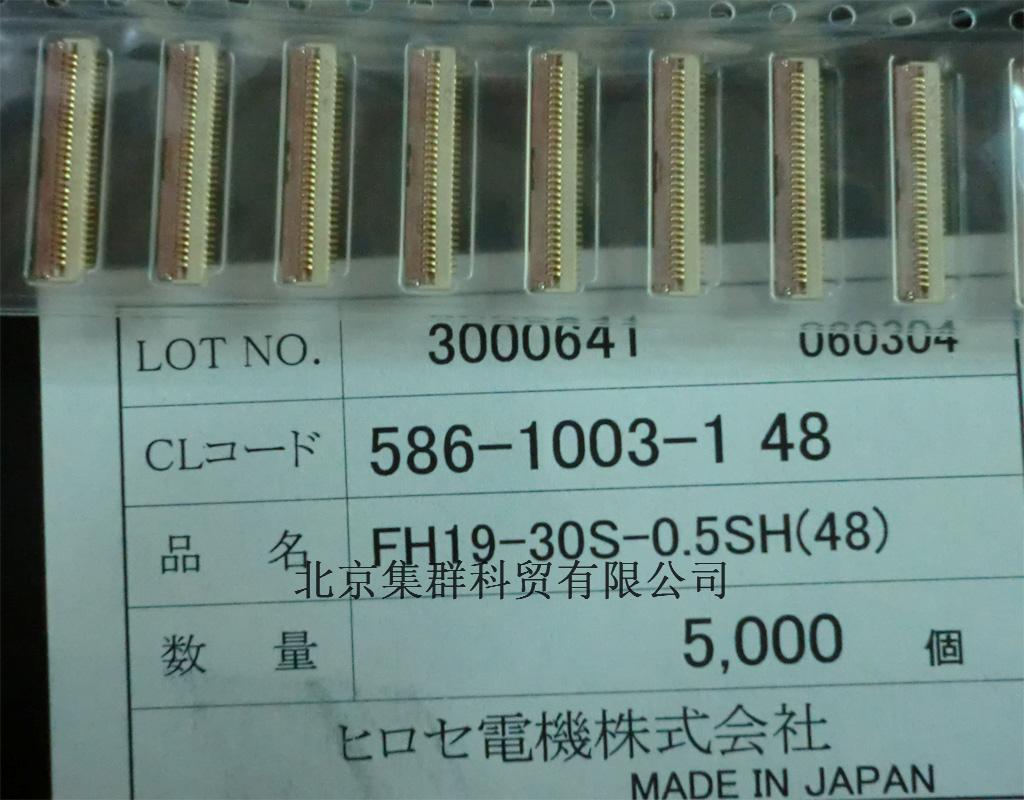 LOT NO. 3000641 060304
CLコード 586-1003-1 48
品 名 FH19-30S-0.5SH(48)
北京集群科贸有限公司
数 量 5,000 個
ヒロセ電機株式会社
MADE IN JAPAN